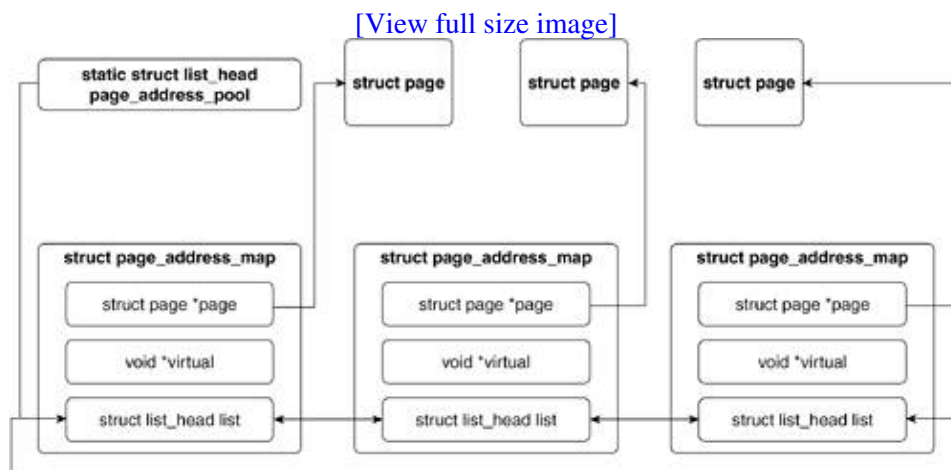 [View full size image]
static struct list_head
page_address_pool
struct page
struct page
struct page
struct page_address_map
struct page *page
void *virtual
struct list_head list
struct page_address_map
struct page *page
void *virtual
struct list_head list
struct page_address_map
struct page *page
void *virtual
struct list_head list